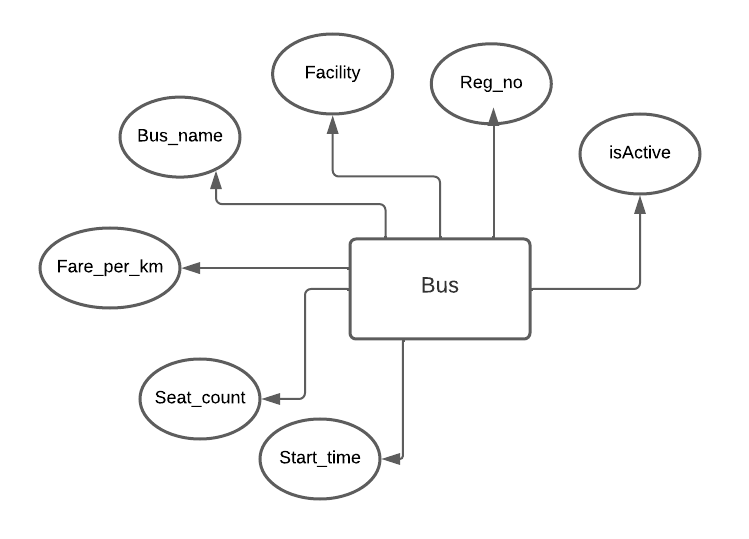 Facility
Reg_no
Bus_name
isActive
Fare_per_km
Bus
Seat_count
Start_time